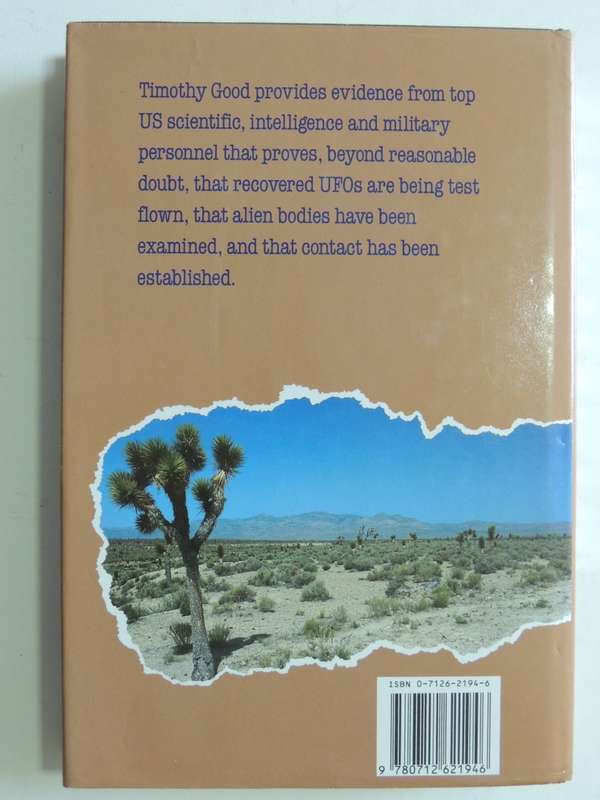 Timothy Good provides evidence from top
US scientific, intelligence and military
personnel that proves, beyond reasonable
doubt, that recovered UFOs are being test
flown, that alien bodies have been
examined, and that contact has been
established.
ISBN 0-7126-2194-6
9 780712 621946